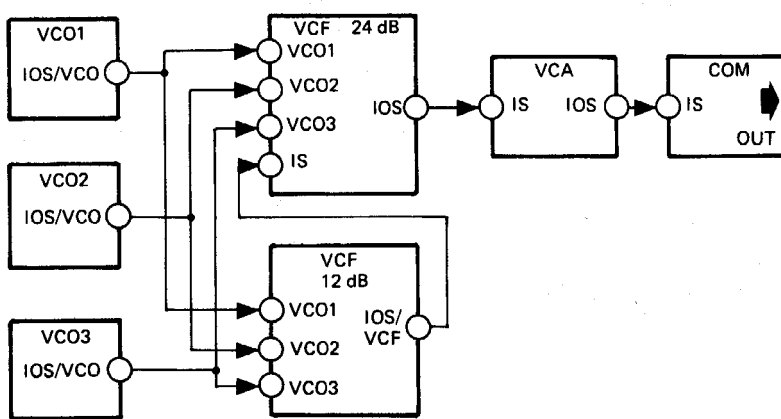 VCO1
IOS/VCO
VCO2
IOS/VCO
VCO3
IOS/VCO
VCF 24 dB
VCO1
VCO2
VCO3
IS
IOS
VCF
12 dB
VCO1
VCO2
VCO3
IOS/
VCF
VCA
IS IOS
COM
IS
OUT